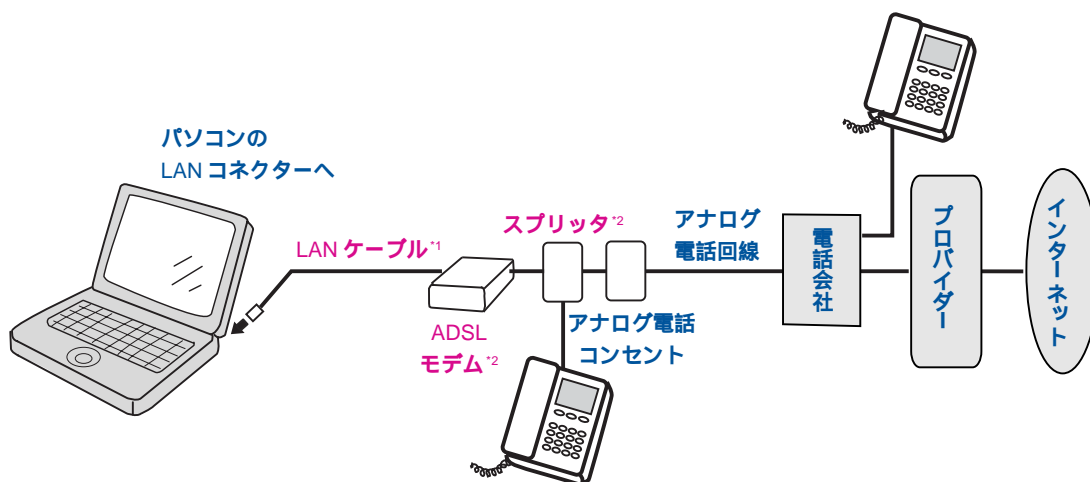 パソコンの
LAN コネクターへ
LAN ケーブル*1
ADSL
モデム*2
スプリッタ*2
アナログ電話
コンセント
アナログ
電話回線
電話会社
プロバイダー
インターネット